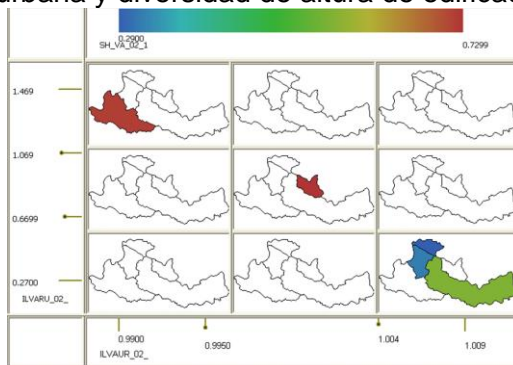 urbana y diversidad de altura de edificac
0.2900
0.7299
SH_VA_02_1
1.469
1.069
0.6699
0.2700
ILVARU_02_
0.9900
0.9950
1.004
1.009
ILVAUR_02_